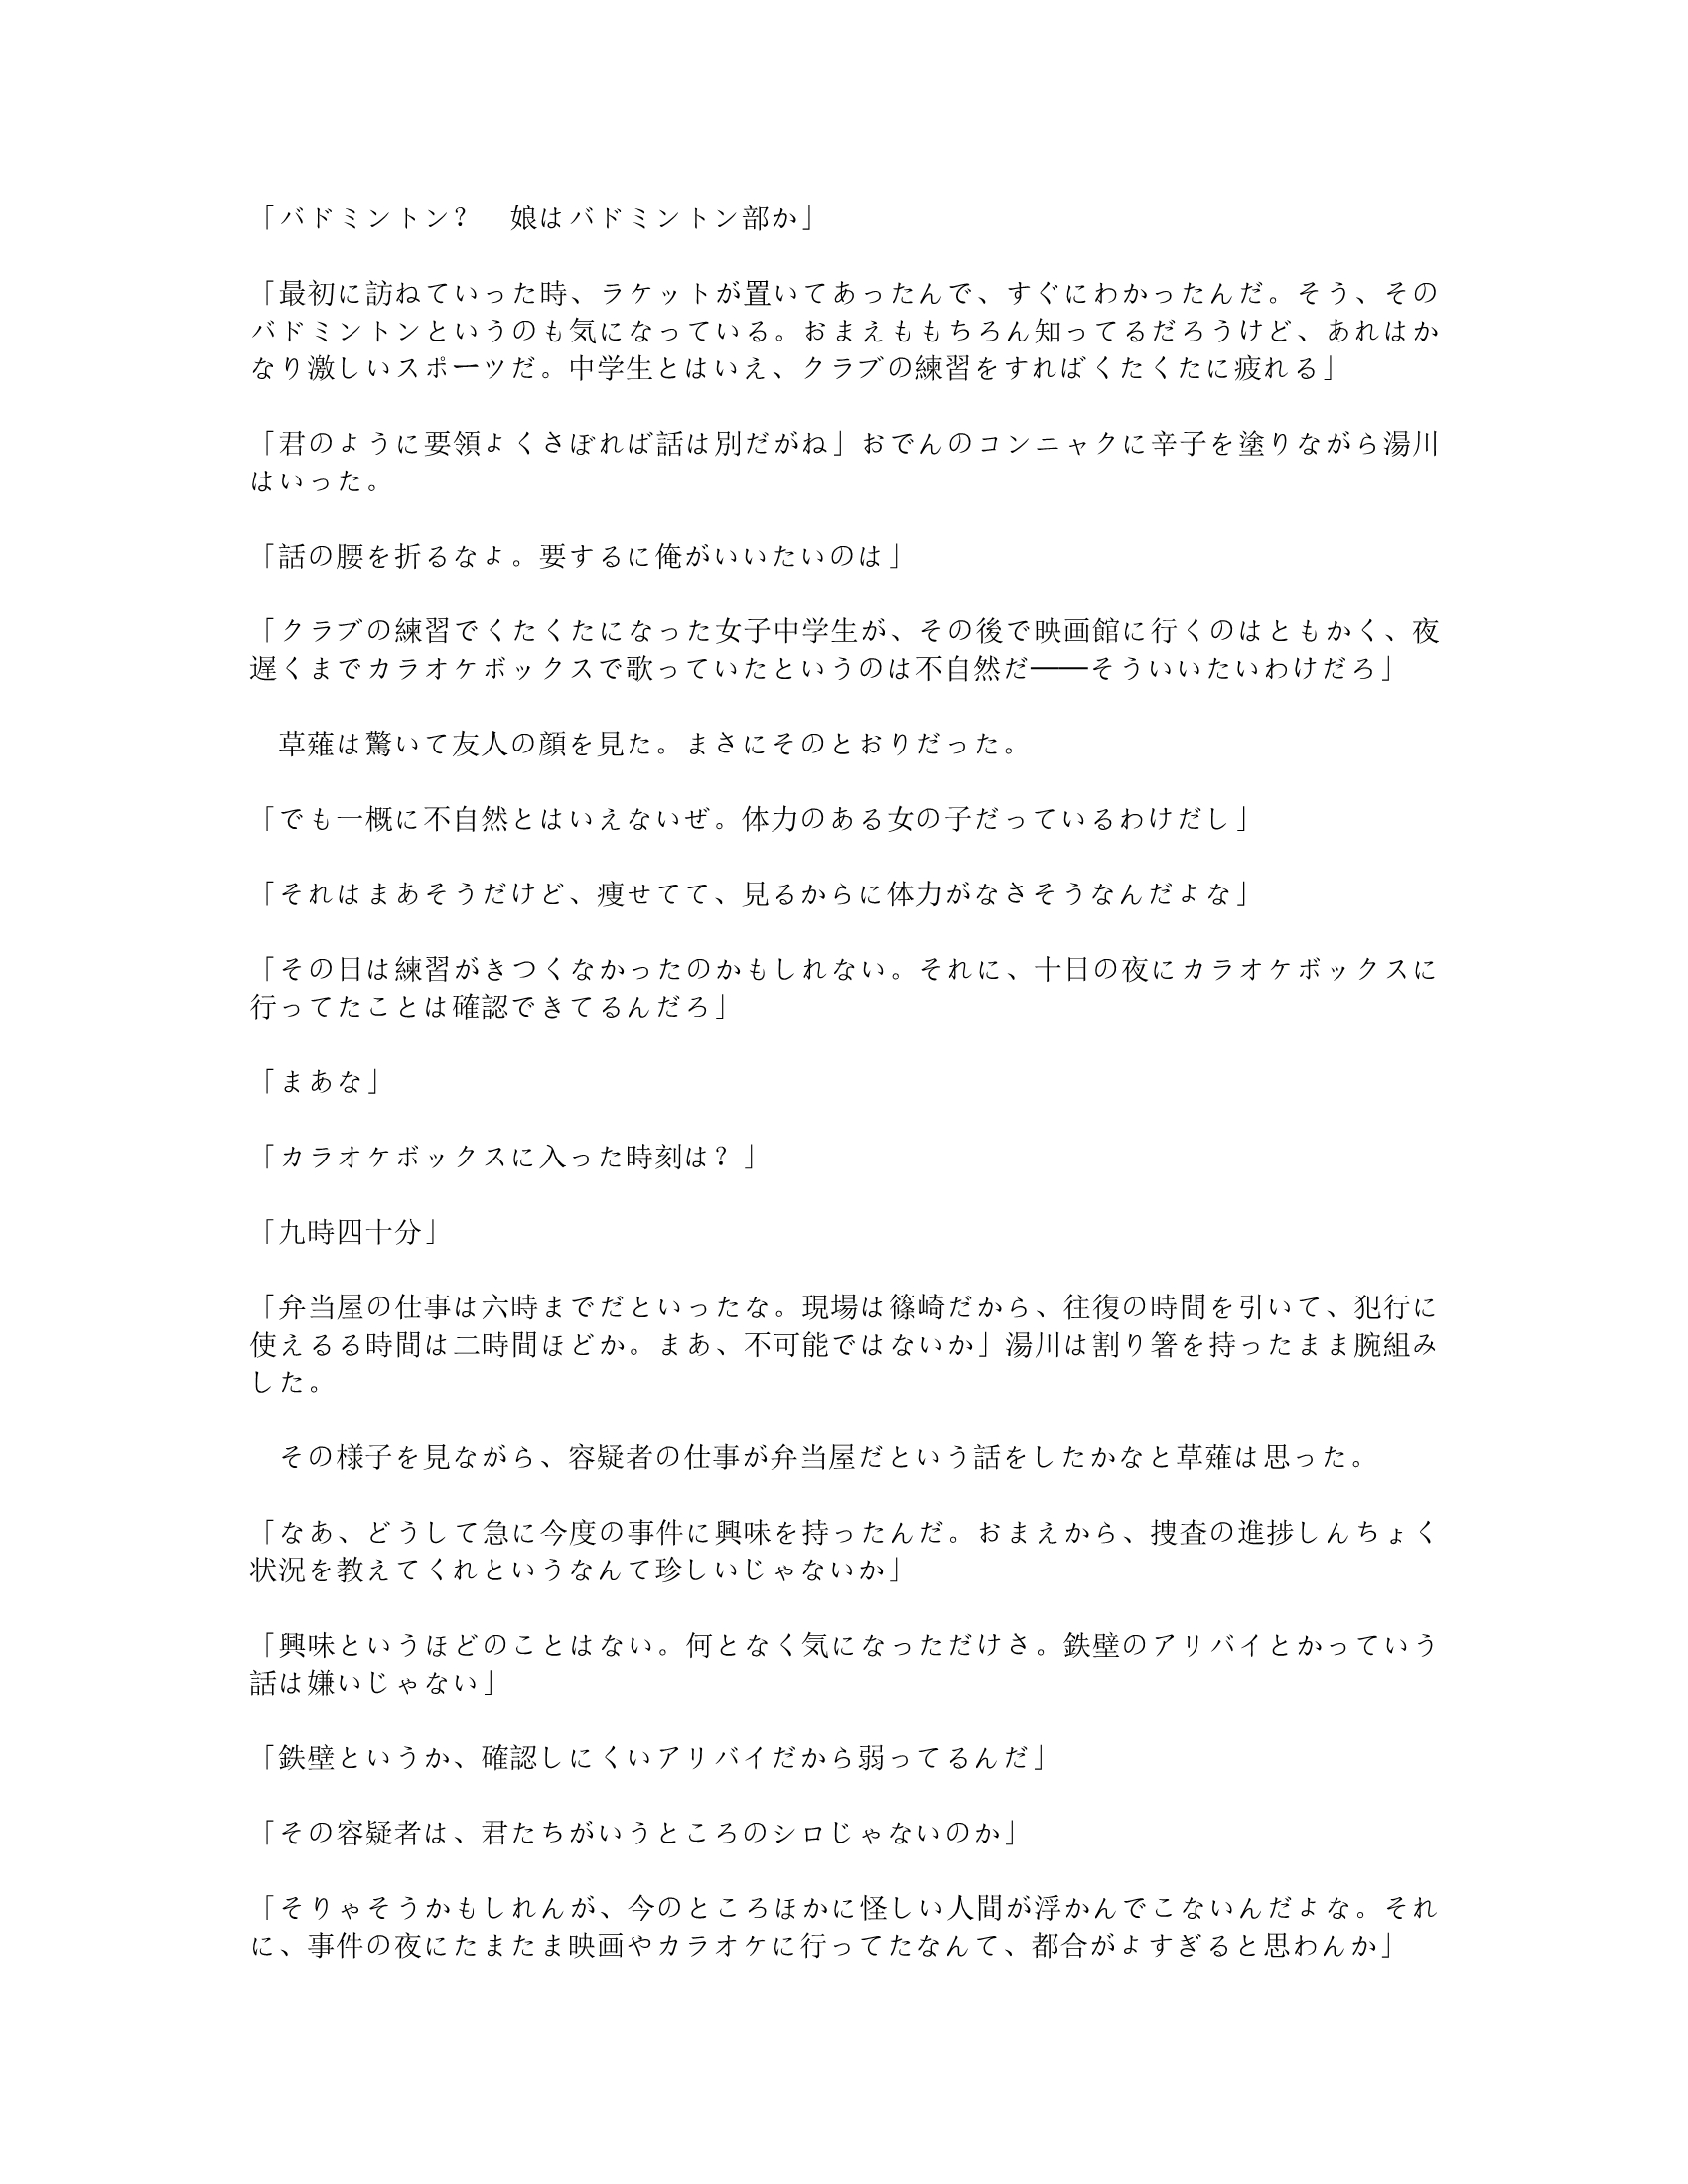 「バドミントン?　娘はバドミントン部か」
「最初に訪ねていった時、ラケットが置いてあったんで、すぐにわかったんだ。そう、その
バドミントンというのも気になっている。おまえももちろん知ってるだろうけど、あれはか
なり激しいスポーツだ。中学生とはいえ、クラブの練習をすればくたくたに疲れる」
「君のように要領よくさぼれば話は別だがね」おでんのコンニャクに辛子を塗りながら湯川
はいった。
「話の腰を折るなよ。要するに俺がいいたいのは」
「クラブの練習でくたくたになった女子中学生が、その後で映画館に行くのはともかく、夜
遅くまでカラオケボックスで歌っていたというのは不自然だ――そういいたいわけだろ」
　草薙は驚いて友人の顔を見た。まさにそのとおりだった。
「でも一概に不自然とはいえないぜ。体力のある女の子だっているわけだし」
「それはまあそうだけど、痩せてて、見るからに体力がなさそうなんだよな」
「その日は練習がきつくなかったのかもしれない。それに、十日の夜にカラオケボックスに
行ってたことは確認できてるんだろ」
「まあな」
「カラオケボックスに入った時刻は?」
「九時四十分」
「弁当屋の仕事は六時までだといったな。現場は篠崎だから、往復の時間を引いて、犯行に
使えるる時間は二時間ほどか。まあ、不可能ではないか」湯川は割り箸を持ったまま腕組み
した。
　その様子を見ながら、容疑者の仕事が弁当屋だという話をしたかなと草薙は思った。
「なあ、どうして急に今度の事件に興味を持ったんだ。おまえから、捜査の進捗しんちょく
状況を教えてくれというなんて珍しいじゃないか」
「興味というほどのことはない。何となく気になっただけさ。鉄壁のアリバイとかっていう
話は嫌いじゃない」
「鉄壁というか、確認しにくいアリバイだから弱ってるんだ」
「その容疑者は、君たちがいうところのシロじゃないのか」
「そりゃそうかもしれんが、今のところほかに怪しい人間が浮かんでこないんだよな。それ
に、事件の夜にたまたま映画やカラオケに行ってたなんて、都合がよすぎると思わんか」